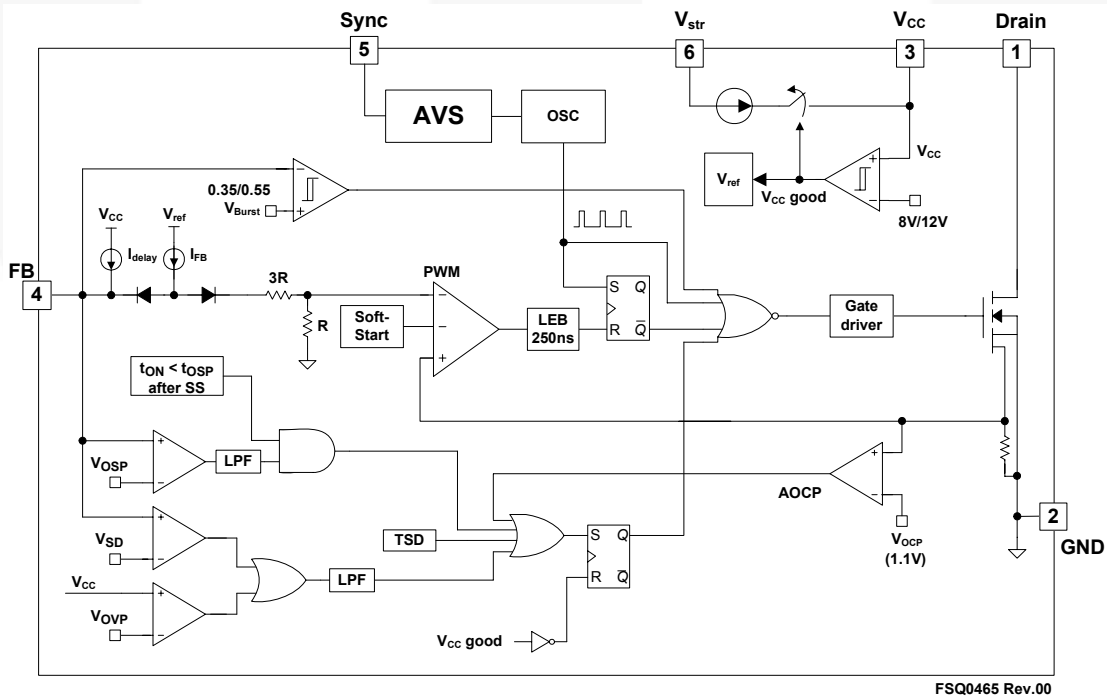 Sync
Vstr
VCC
Drain
5
6
3
1
AVS
OSC
VCC
Vref
VCC good
8V/12V
0.35/0.55
VBurst
VCC
Vref
Idelay
IFB
FB
4
3R
R
PWM
Soft-
Start
LEB
250ns
S Q
R Q̅
Gate
driver
tON < tOSP
after SS
VOSP
LPF
AOCP
VOCP
(1.1V)
2
GND
VSD
TSD
S Q
R Q̅
LPF
VCC
VOVP
VCC good
FSQ0465 Rev.00